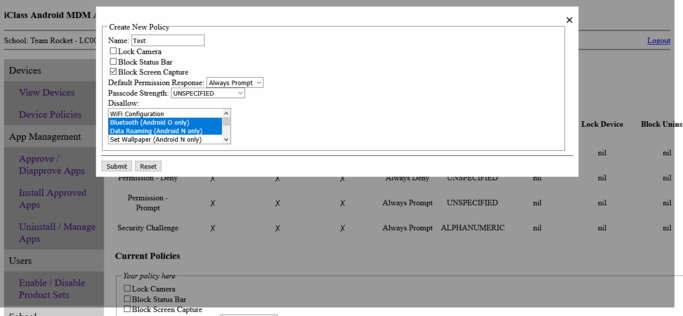 iClass Android MDM
Create New Policy
×
Name: Test
School: Team Rocket - LC00
Logout
Lock Camera
Block Status Bar
Block Screen Capture
Default Permission Response: Always Prompt
Passcode Strength: UNSPECIFIED
Disallow:
WiFi Configuration
Bluetooth (Android O only)
Data Roaming (Android N only)
Set Wallpaper (Android N only)
Submit Reset
Devices
View Devices
Device Policies
App Management
Approve /
Disapprove Apps
Install Approved
Apps
Uninstall / Manage
Apps
Users
Enable / Disable
Product Sets
School
Lock Device Block Unins
nil nil
Permission - Deny X X X Always Deny UNSPECIFIED nil nil
Permission -
Prompt X X X Always Prompt UNSPECIFIED nil nil
Security Challenge X X X Always Prompt ALPHANUMERIC nil nil
Current Policies
Your policy here
Lock Camera
Block Status Bar
Block Screen Capture